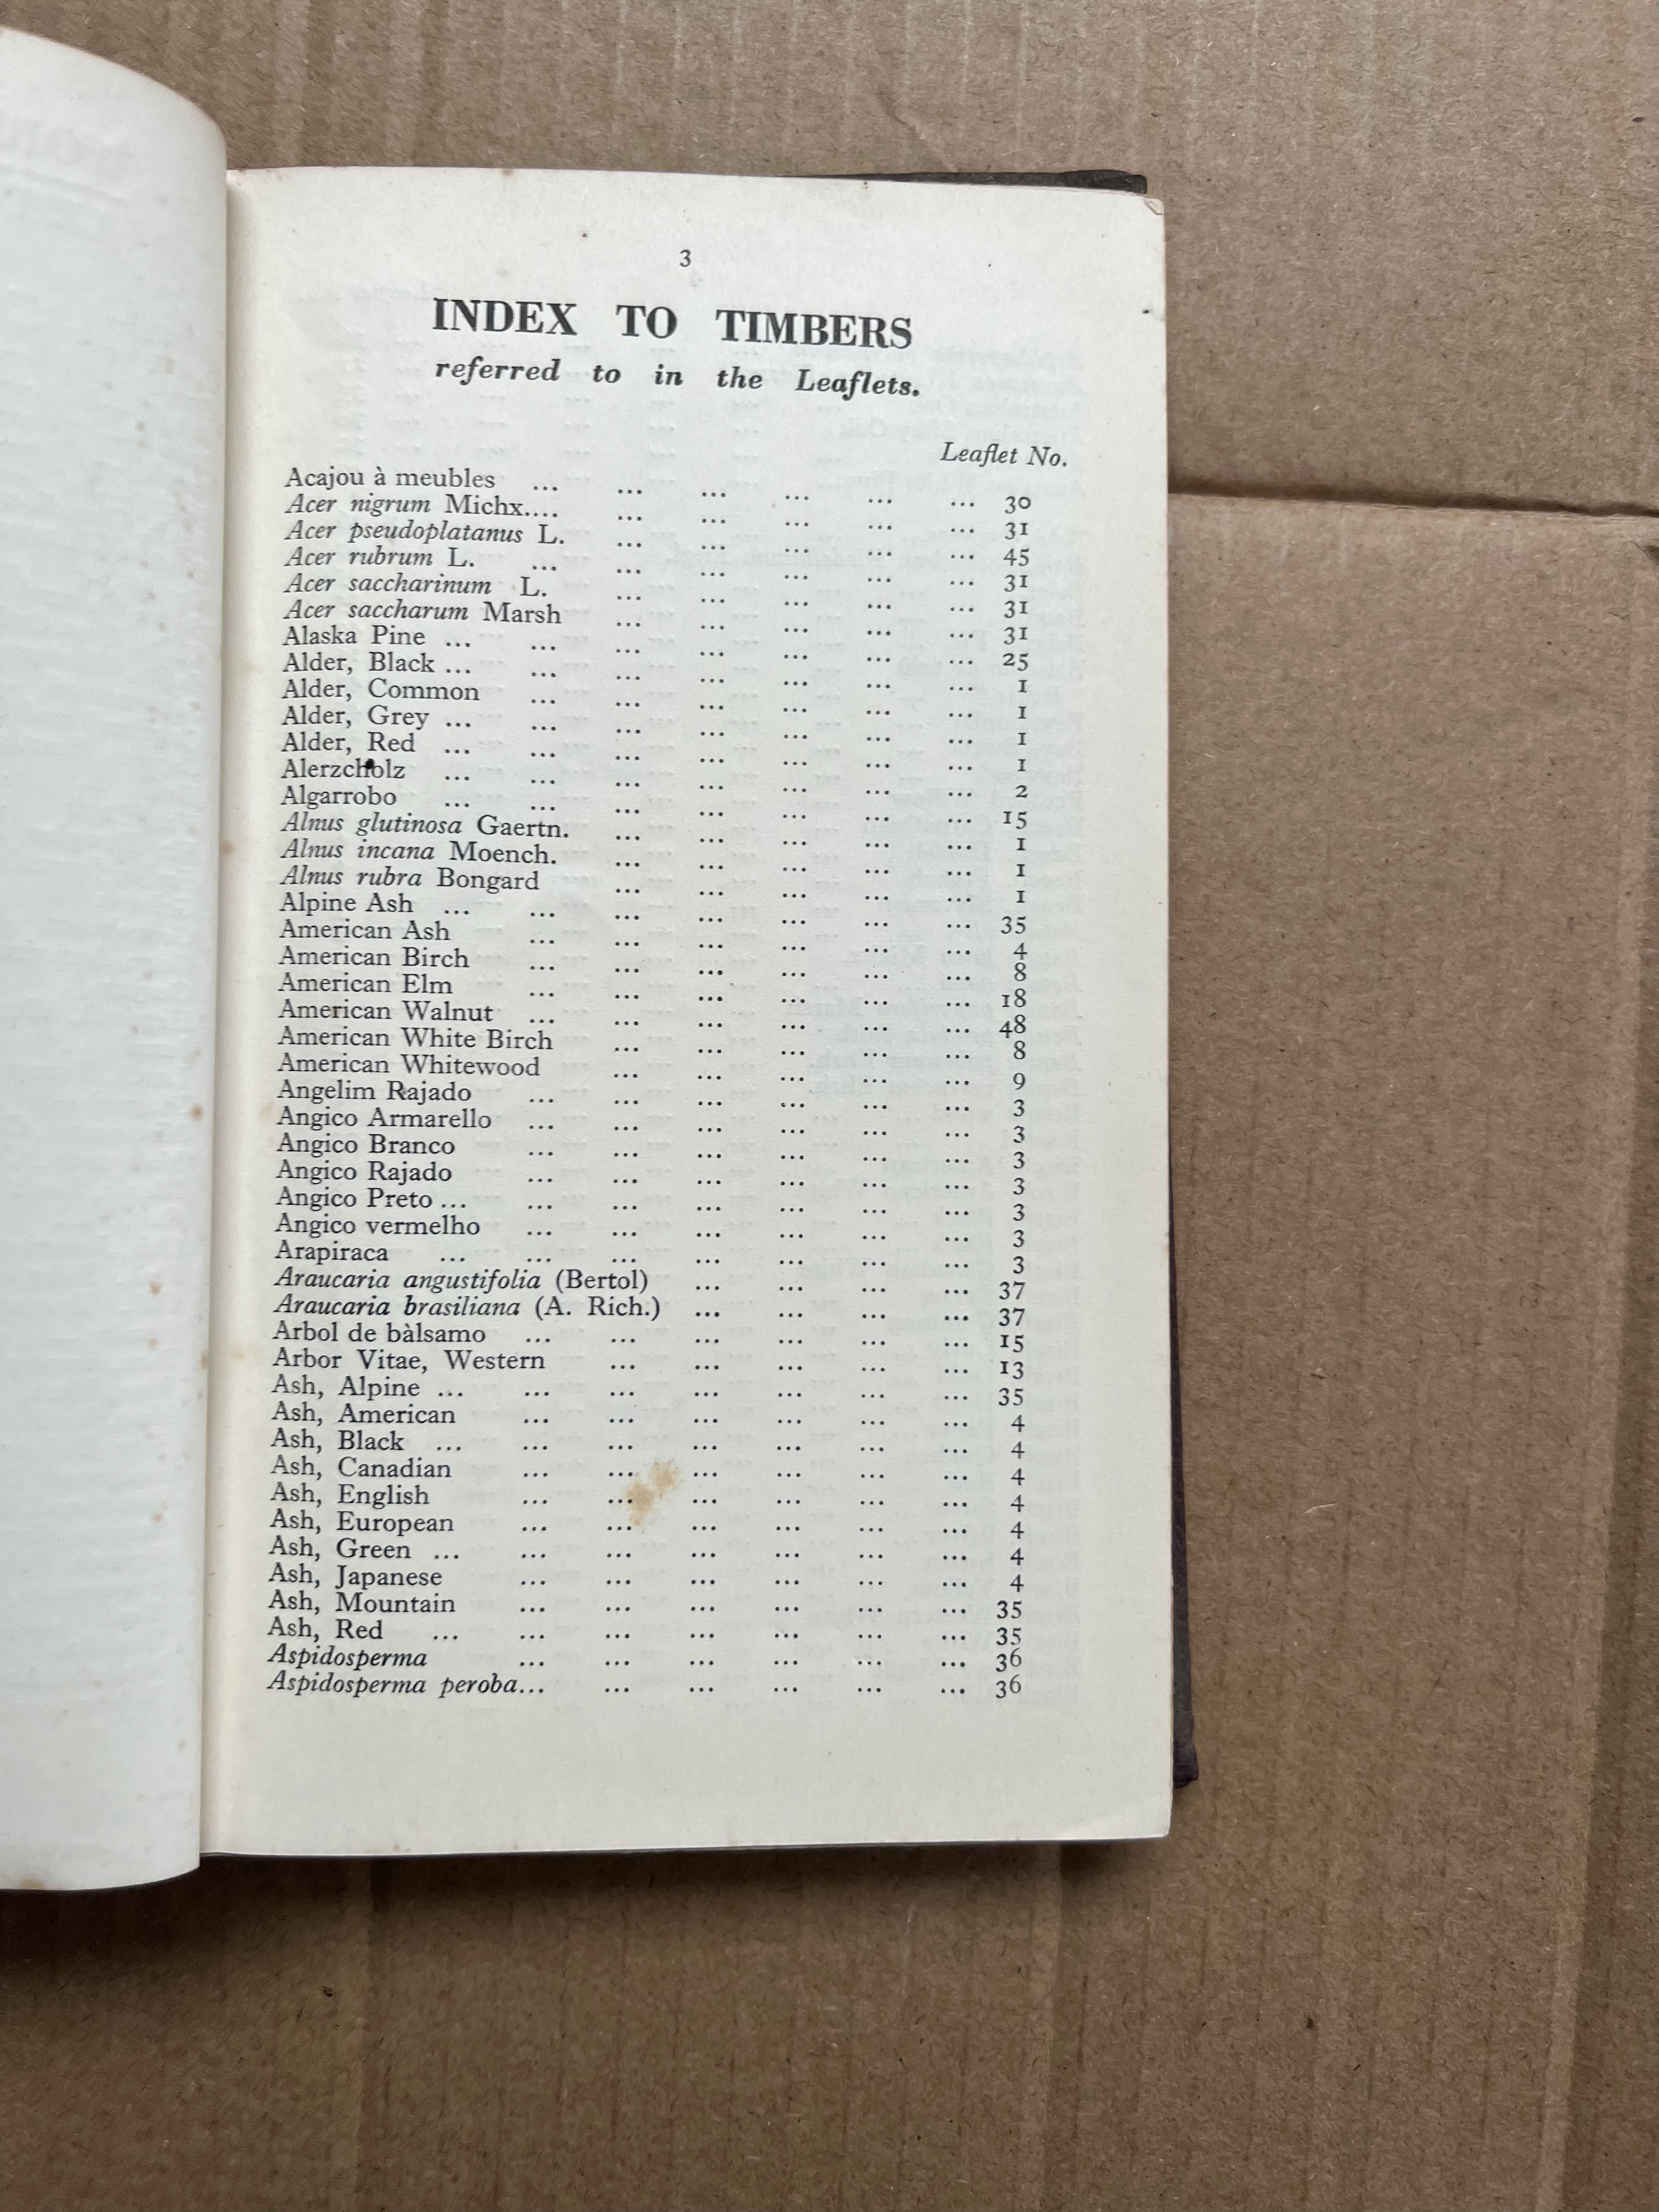 3
INDEX TO TIMBERS
referred to in the Leaflets.
Leaflet No.
Acajou à meubles ... ... ... ... ... ... 30
Acer nigrum Michx.... ... ... ... ... ... 31
Acer pseudoplatanus L. ... ... ... ... ... 45
Acer rubrum L. ... ... ... ... ... ... 31
Acer saccharinum L. ... ... ... ... ... 31
Acer saccharum Marsh ... ... ... ... ... 31
Alaska Pine ... ... ... ... ... ... ... 25
Alder, Black ... ... ... ... ... ... ... 1
Alder, Common ... ... ... ... ... ... 1
Alder, Grey ... ... ... ... ... ... ... 1
Alder, Red ... ... ... ... ... ... ... 1
Alerzcholz ... ... ... ... ... ... ... 2
Algarrobo ... ... ... ... ... ... ... 15
Alnus glutinosa Gaertn. ... ... ... ... ... 1
Alnus incana Moench. ... ... ... ... ... 1
Alnus rubra Bongard ... ... ... ... ... 1
Alpine Ash ... ... ... ... ... ... ... 35
American Ash ... ... ... ... ... ... 4
American Birch ... ... ... ... ... ... 8
American Elm ... ... ... ... ... ... 18
American Walnut ... ... ... ... ... ... 48
American White Birch ... ... ... ... ... 8
American Whitewood ... ... ... ... ... 9
Angelim Rajado ... ... ... ... ... ... 3
Angico Armarello ... ... ... ... ... ... 3
Angico Branco ... ... ... ... ... ... 3
Angico Rajado ... ... ... ... ... ... 3
Angico Preto ... ... ... ... ... ... ... 3
Angico vermelho ... ... ... ... ... ... 3
Arapiraca ... ... ... ... ... ... ... 3
Araucaria angustifolia (Bertol) ... ... ... ... 37
Araucaria brasiliana (A. Rich.) ... ... ... ... 37
Arbol de bàlsamo ... ... ... ... ... ... 15
Arbor Vitae, Western ... ... ... ... ... 13
Ash, Alpine ... ... ... ... ... ... ... 35
Ash, American ... ... ... ... ... ... 4
Ash, Black ... ... ... ... ... ... ... 4
Ash, Canadian ... ... ... ... ... ... 4
Ash, English ... ... ... ... ... ... 4
Ash, European ... ... ... ... ... ... 4
Ash, Green ... ... ... ... ... ... ... 4
Ash, Japanese ... ... ... ... ... ... 4
Ash, Mountain ... ... ... ... ... ... 35
Ash, Red ... ... ... ... ... ... ... 35
Aspidosperma ... ... ... ... ... ... 36
Aspidosperma peroba... ... ... ... ... ... 36